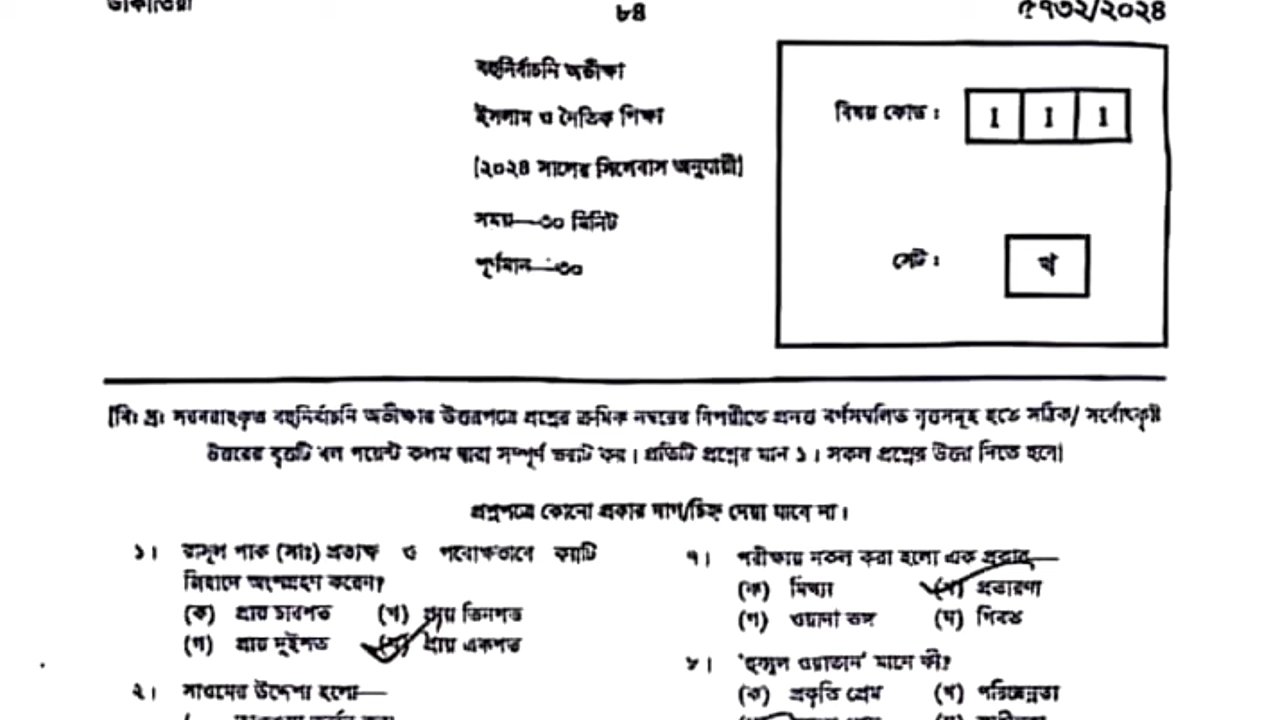 ৮৪
৫৭৩২/২০২৪
বহুনির্বাচনি অভীক্ষা
ইসলাম ও নৈতিক শিক্ষা
[২০২৪ সালের সিলেবাস অনুযায়ী]
সময়—৩০ মিনিট
পূর্ণমান—৩০
বিষয় কোড : 1 1 1
সেট : খ
[বিঃ দ্রঃ সরবরাহকৃত বহুনির্বাচনি অভীক্ষার উত্তরপত্রে প্রশ্নের ক্রমিক নম্বরের বিপরীতে প্রদত্ত বর্ণসম্বলিত বৃত্তসমূহ হতে সঠিক/ সর্বোৎকৃষ্ট
উত্তরের বৃত্তটি বল পয়েন্ট কলম দ্বারা সম্পূর্ণ ভরাট কর। প্রতিটি প্রশ্নের মান ১। সকল প্রশ্নের উত্তর দিতে হবে।]
প্রশ্নপত্রে কোনো প্রকার দাগ/চিহ্ন দেয়া যাবে না।
১। রাসুল পাক (সাঃ) প্রত্যক্ষ ও পরোক্ষভাবে কয়টি
জিহাদে অংশগ্রহণ করেন?
(ক) প্রায় চারশত (খ) প্রায় তিনশত
(গ) প্রায় দুইশত (ঘ) প্রায় একশত
২। সাওমের উদ্দেশ্য হলো—
৭। পরীক্ষায় নকল করা হলো এক প্রকার—
(ক) মিথ্যা (খ) প্রতারণা
(গ) ওয়াদা ভঙ্গ (ঘ) গিবত
৮। 'হুব্বুল ওয়াতান' মানে কী?
(ক) প্রকৃতি প্রেম (খ) পরিচ্ছন্নতা